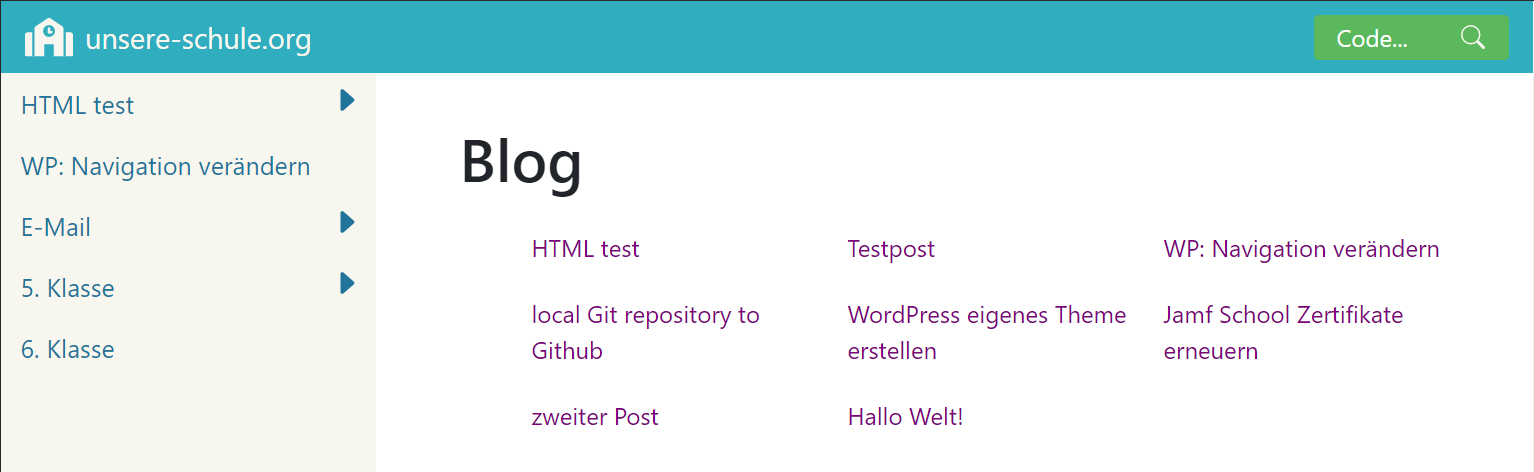 unsere-schule.org
Code...
HTML test
WP: Navigation verändern
E-Mail
5. Klasse
6. Klasse
Blog
HTML test
Testpost
WP: Navigation verändern
local Git repository to
Github
WordPress eigenes Theme
erstellen
Jamf School Zertifikate
erneuern
zweiter Post
Hallo Welt!